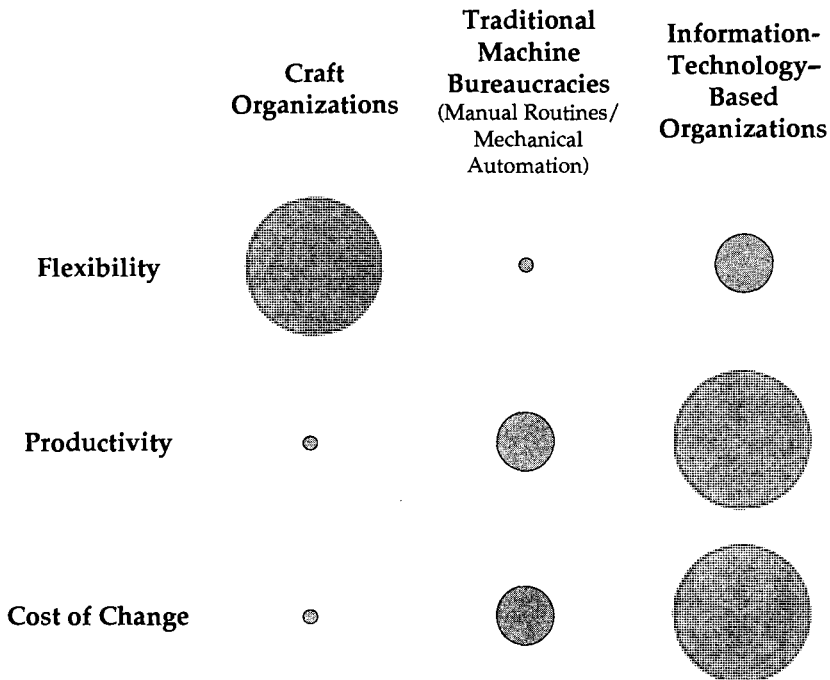 Craft
Organizations
Traditional
Machine
Bureaucracies
(Manual Routines/
Mechanical
Automation)
Information-
Technology–
Based
Organizations
Flexibility
Productivity
Cost of Change